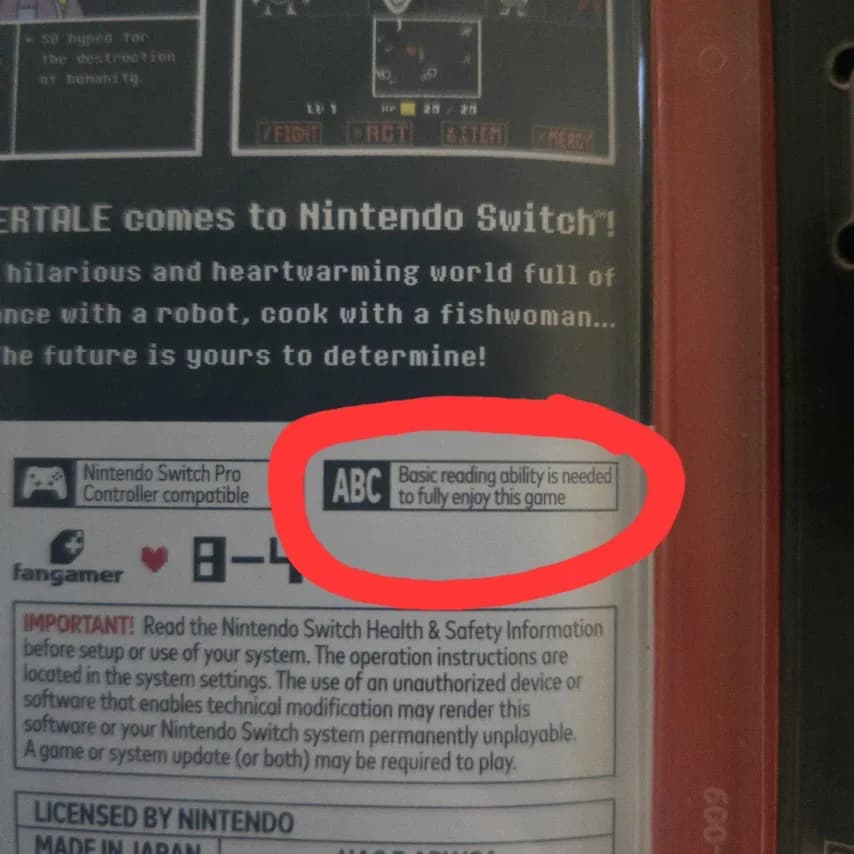 * SO hyped for
the destruction
of humanity.
LV 1 HP 20 / 20
FIGHT ACT ITEM MERCY
ERTALE comes to Nintendo Switch™!
hilarious and heartwarming world full of
nce with a robot, cook with a fishwoman...
he future is yours to determine!
Nintendo Switch Pro
Controller compatible
ABC
Basic reading ability is needed
to fully enjoy this game
fangamer ♥ 8-4
IMPORTANT! Read the Nintendo Switch Health & Safety Information
before setup or use of your system. The operation instructions are
located in the system settings. The use of an unauthorized device or
software that enables technical modification may render this
software or your Nintendo Switch system permanently unplayable.
A game or system update (or both) may be required to play.
LICENSED BY NINTENDO
MADE IN JAPAN